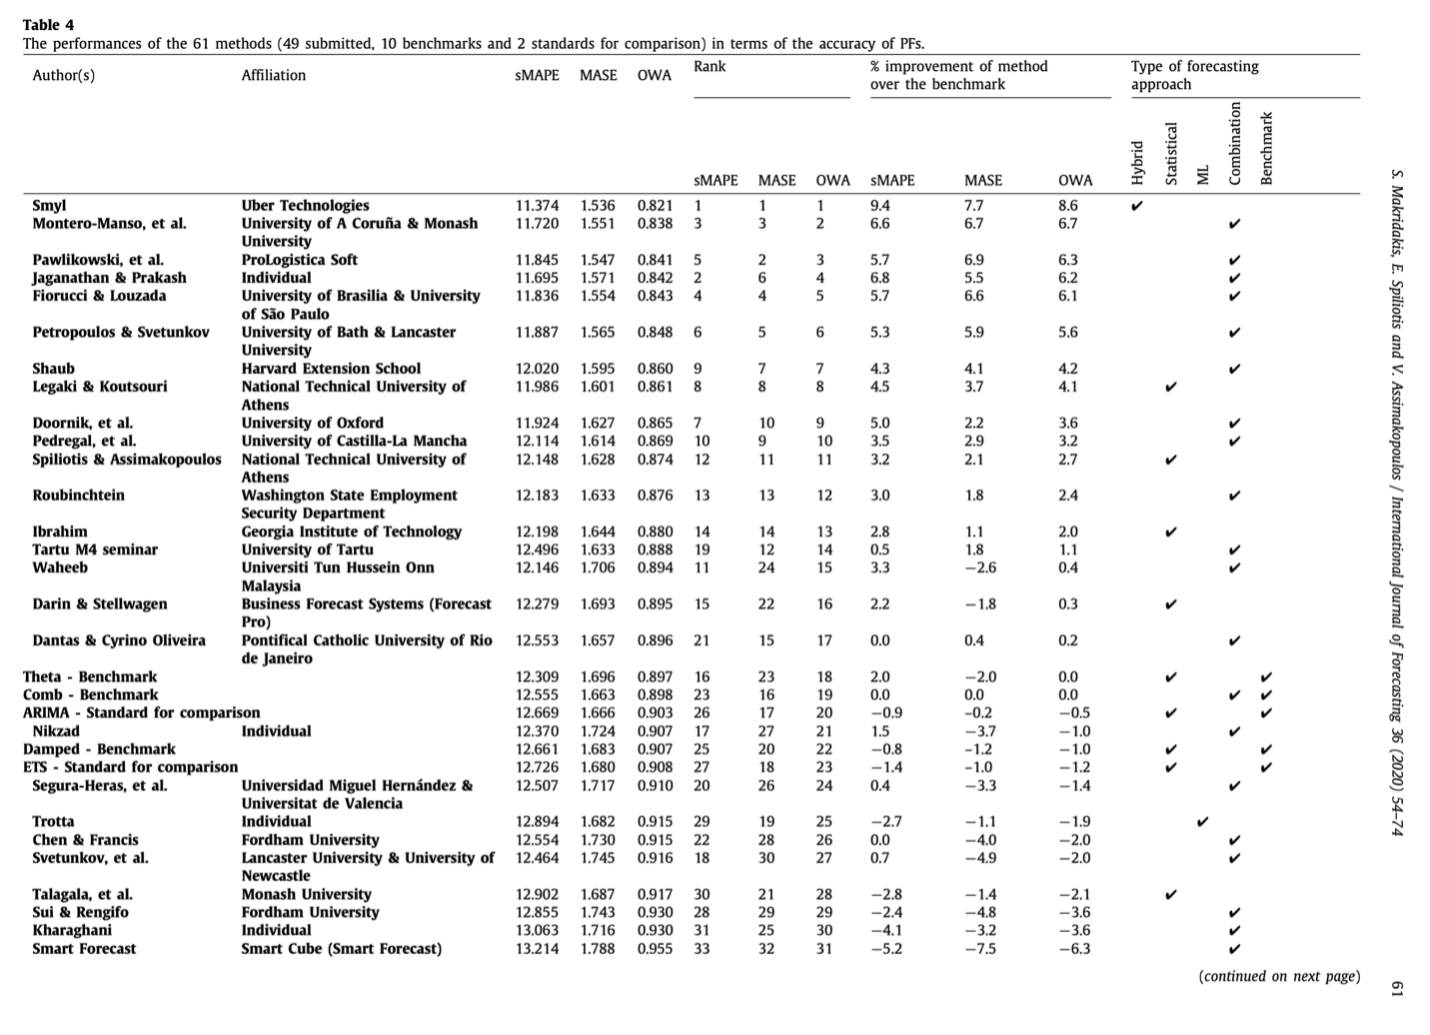 Table 4
The performances of the 61 methods (49 submitted, 10 benchmarks and 2 standards for comparison) in terms of the accuracy of PFs.
Author(s) Affiliation sMAPE MASE OWA Rank % improvement of method over the benchmark Type of forecasting approach
sMAPE MASE OWA sMAPE MASE OWA Hybrid Statistical ML Combination Benchmark
Smyl Uber Technologies 11.374 1.536 0.821 1 1 1 9.4 7.7 8.6 ✔
Montero-Manso, et al. University of A Coruña & Monash 11.720 1.551 0.838 3 3 2 6.6 6.7 6.7 ✔
University
Pawlikowski, et al. ProLogistica Soft 11.845 1.547 0.841 5 2 3 5.7 6.9 6.3 ✔
Jaganathan & Prakash Individual 11.695 1.571 0.842 2 6 4 6.8 5.5 6.2 ✔
Fiorucci & Louzada University of Brasilia & University 11.836 1.554 0.843 4 4 5 5.7 6.6 6.1 ✔
of São Paulo
Petropoulos & Svetunkov University of Bath & Lancaster 11.887 1.565 0.848 6 5 6 5.3 5.9 5.6 ✔
University
Shaub Harvard Extension School 12.020 1.595 0.860 9 7 7 4.3 4.1 4.2 ✔
Legaki & Koutsouri National Technical University of 11.986 1.601 0.861 8 8 8 4.5 3.7 4.1 ✔
Athens
Doornik, et al. University of Oxford 11.924 1.627 0.865 7 10 9 5.0 2.2 3.6 ✔
Pedregal, et al. University of Castilla-La Mancha 12.114 1.614 0.869 10 9 10 3.5 2.9 3.2 ✔
Spiliotis & Assimakopoulos National Technical University of 12.148 1.628 0.874 12 11 11 3.2 2.1 2.7 ✔
Athens
Roubinchtein Washington State Employment 12.183 1.633 0.876 13 13 12 3.0 1.8 2.4 ✔
Security Department
Ibrahim Georgia Institute of Technology 12.198 1.644 0.880 14 14 13 2.8 1.1 2.0 ✔
Tartu M4 seminar University of Tartu 12.496 1.633 0.888 19 12 14 0.5 1.8 1.1 ✔
Waheeb Universiti Tun Hussein Onn 12.146 1.706 0.894 11 24 15 3.3 −2.6 0.4 ✔
Malaysia
Darin & Stellwagen Business Forecast Systems (Forecast 12.279 1.693 0.895 15 22 16 2.2 −1.8 0.3 ✔
Pro)
Dantas & Cyrino Oliveira Pontifical Catholic University of Rio 12.553 1.657 0.896 21 15 17 0.0 0.4 0.2 ✔
de Janeiro
Theta - Benchmark 12.309 1.696 0.897 16 23 18 2.0 −2.0 0.0 ✔ ✔
Comb - Benchmark 12.555 1.663 0.898 23 16 19 0.0 0.0 0.0 ✔ ✔
ARIMA - Standard for comparison 12.669 1.666 0.903 26 17 20 −0.9 -0.2 −0.5 ✔ ✔
Nikzad Individual 12.370 1.724 0.907 17 27 21 1.5 −3.7 −1.0 ✔
Damped - Benchmark 12.661 1.683 0.907 25 20 22 −0.8 -1.2 −1.0 ✔ ✔
ETS - Standard for comparison 12.726 1.680 0.908 27 18 23 −1.4 -1.0 −1.2 ✔ ✔
Segura-Heras, et al. Universidad Miguel Hernández & 12.507 1.717 0.910 20 26 24 0.4 −3.3 −1.4 ✔
Universitat de Valencia
Trotta Individual 12.894 1.682 0.915 29 19 25 −2.7 −1.1 −1.9 ✔
Chen & Francis Fordham University 12.554 1.730 0.915 22 28 26 0.0 −4.0 −2.0 ✔
Svetunkov, et al. Lancaster University & University of 12.464 1.745 0.916 18 30 27 0.7 −4.9 −2.0 ✔
Newcastle
Talagala, et al. Monash University 12.902 1.687 0.917 30 21 28 −2.8 −1.4 −2.1 ✔
Sui & Rengifo Fordham University 12.855 1.743 0.930 28 29 29 −2.4 −4.8 −3.6 ✔
Kharaghani Individual 13.063 1.716 0.930 31 25 30 −4.1 −3.2 −3.6 ✔
Smart Forecast Smart Cube (Smart Forecast) 13.214 1.788 0.955 33 32 31 −5.2 −7.5 −6.3 ✔
(continued on next page)
S. Makridakis, E. Spiliotis and V. Assimakopoulos / International Journal of Forecasting 36 (2020) 54–74
61